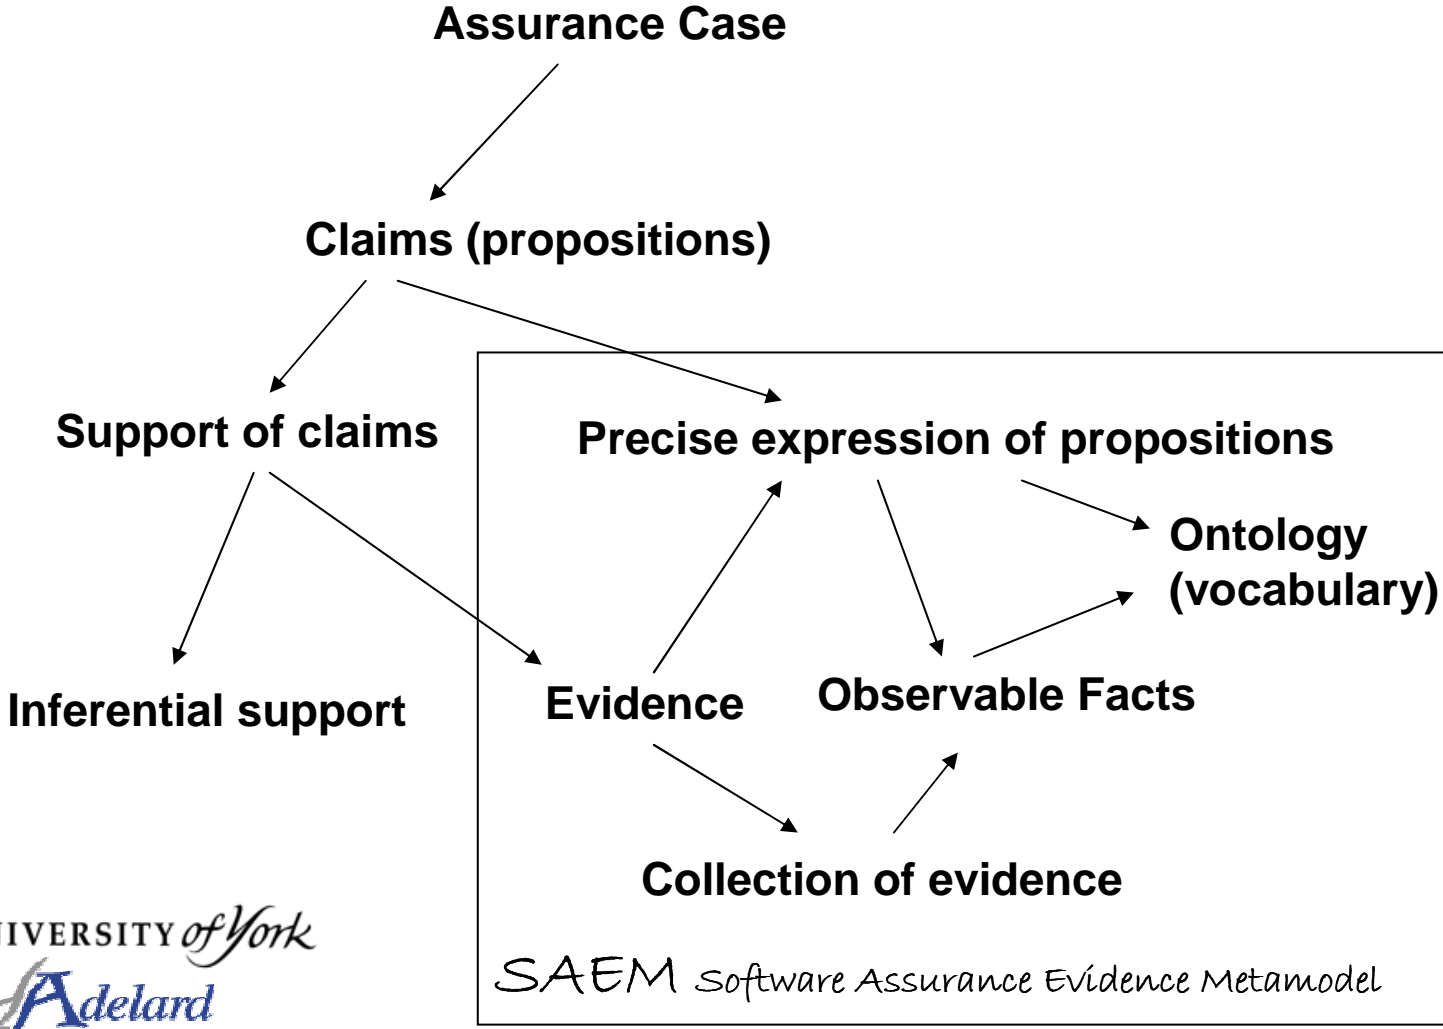 Assurance Case
Claims (propositions)
Support of claims
Precise expression of propositions
Ontology
(vocabulary)
Inferential support
Evidence
Observable Facts
Collection of evidence
SAEM Software Assurance Evidence Metamodel
NIVERSITY of York
Adelard